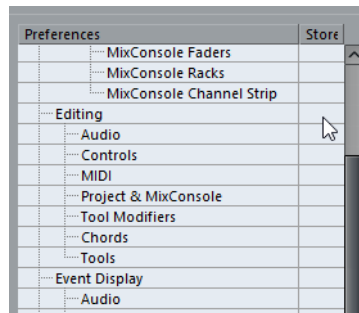 Preferences Store
MixConsole Faders
MixConsole Racks
MixConsole Channel Strip
Editing
Audio
Controls
MIDI
Project & MixConsole
Tool Modifiers
Chords
Tools
Event Display
Audio